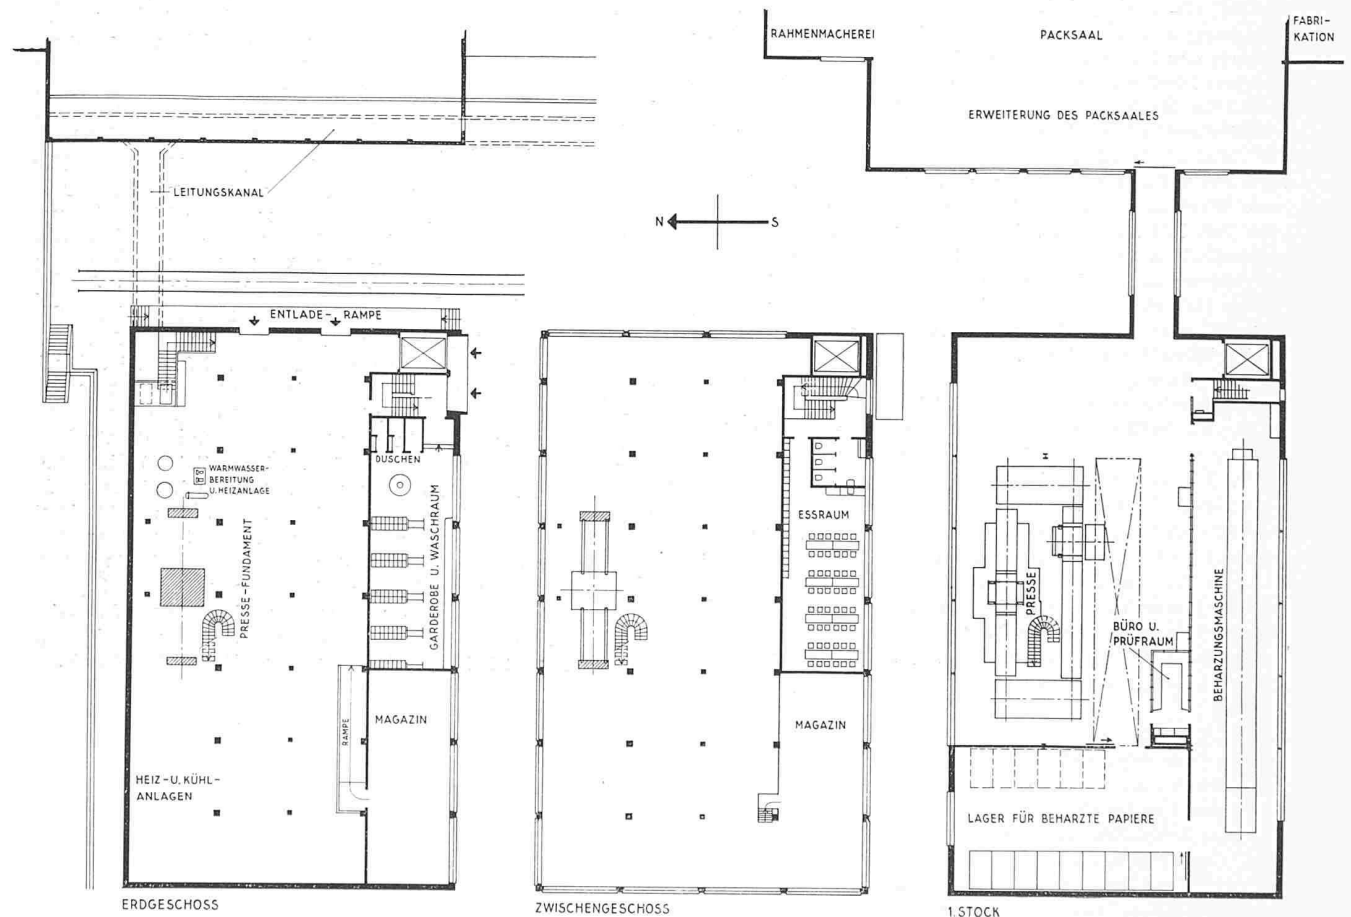 RAHMENMACHEREI
PACKSAAL
FABRI-
KATION
ERWEITERUNG DES PACKSAALES
LEITUNGSKANAL
N
S
ENTLADE-RAMPE
DUSCHEN
WARMWASSER-
BEREITUNG
U. HEIZANLAGE
PRESSE-FUNDAMENT
GARDEROBE U. WASCHRAUM
RAMPE
MAGAZIN
HEIZ-U. KÜHL-
ANLAGEN
ERDGESCHOSS
ESSRAUM
MAGAZIN
ZWISCHENGESCHOSS
PRESSE
BÜRO U.
PRÜFRAUM
BEHARZUNGSMASCHINE
LAGER FÜR BEHARZTE PAPIERE
1. STOCK